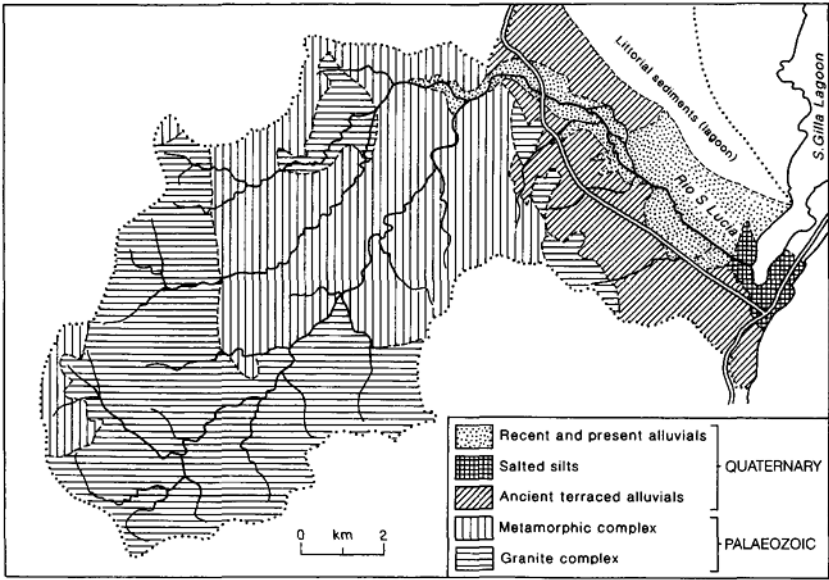 Littorial sediments (lagoon)
S.Gilla Lagoon
Rio S Lucia
0 km 2
Recent and present alluvials
Salted silts
Ancient terraced alluvials
QUATERNARY
Metamorphic complex
Granite complex
PALAEOZOIC